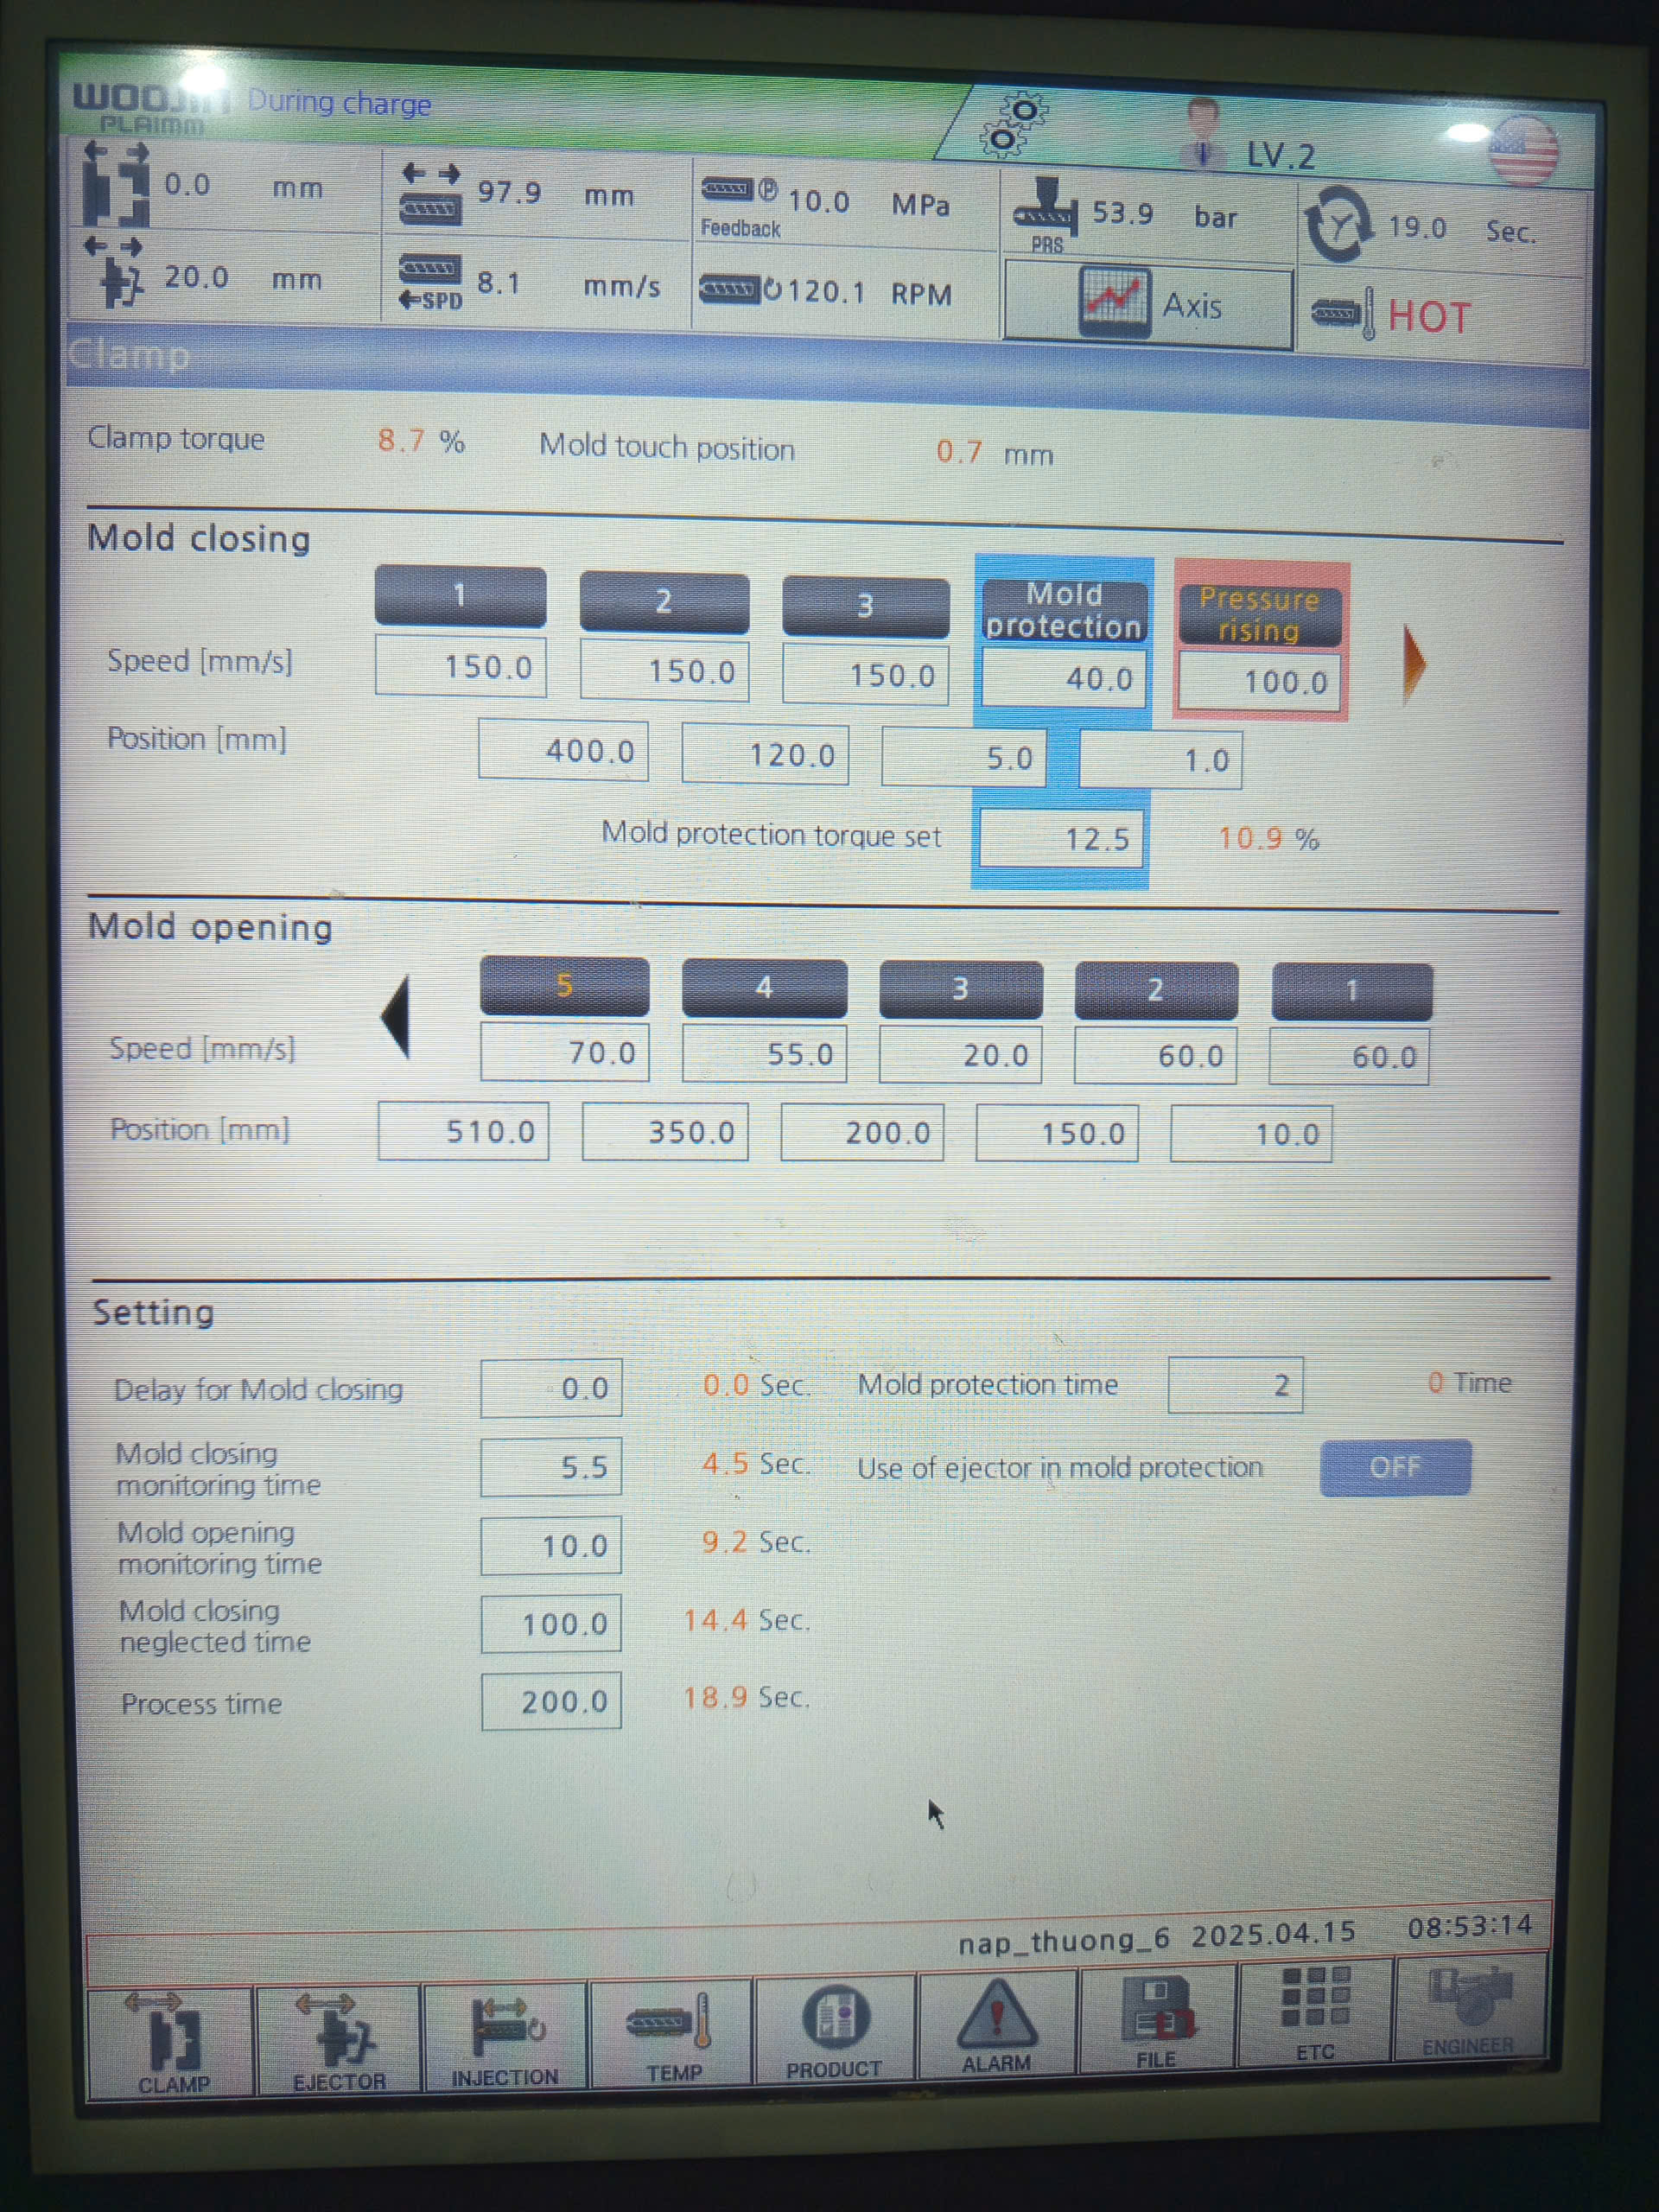 PLAIMM During charge LV.2
0.0 mm 97.9 mm P 10.0 MPa 53.9 bar 19.0 Sec.
Feedback PRS
20.0 mm SPD 8.1 mm/s 120.1 RPM Axis HOT
Clamp
Clamp torque 8.7 % Mold touch position 0.7 mm
Mold closing
1 2 3 Mold protection Pressure rising
Speed [mm/s] 150.0 150.0 150.0 40.0 100.0
Position [mm] 400.0 120.0 5.0 1.0
Mold protection torque set 12.5 10.9 %
Mold opening
5 4 3 2 1
Speed [mm/s] 70.0 55.0 20.0 60.0 60.0
Position [mm] 510.0 350.0 200.0 150.0 10.0
Setting
Delay for Mold closing 0.0 0.0 Sec. Mold protection time 2 0 Time
Mold closing monitoring time 5.5 4.5 Sec. Use of ejector in mold protection OFF
Mold opening monitoring time 10.0 9.2 Sec.
Mold closing neglected time 100.0 14.4 Sec.
Process time 200.0 18.9 Sec.
nap_thuong_6 2025.04.15 08:53:14
CLAMP EJECTOR INJECTION TEMP PRODUCT ALARM FILE ETC ENGINEER